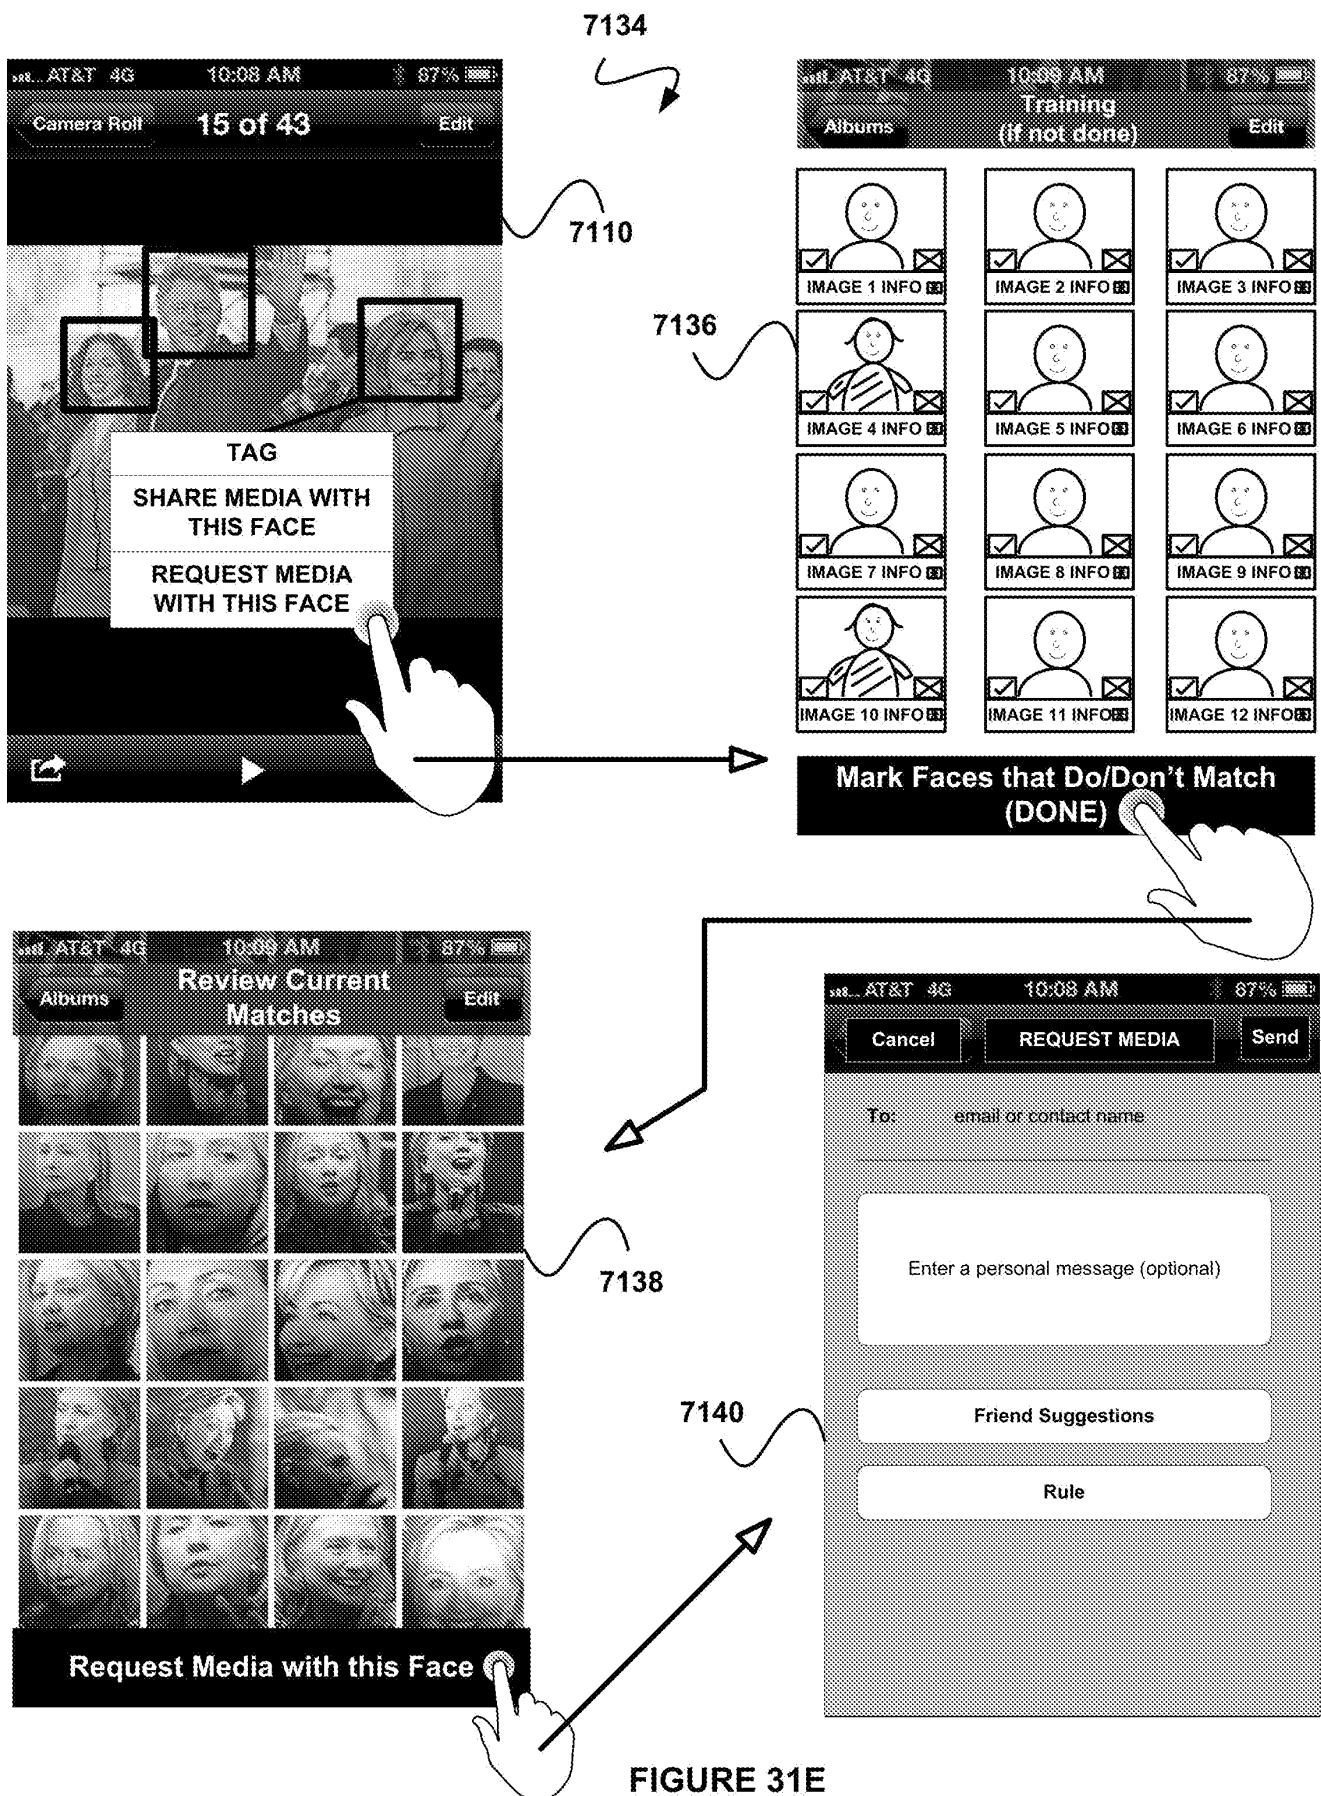 7134
AT&T 4G 10:08 AM 87%
Camera Roll 15 of 43 Edit
7110
TAG
SHARE MEDIA WITH
THIS FACE
REQUEST MEDIA
WITH THIS FACE
AT&T 4G 10:09 AM 87%
Training
Albums (if not done) Edit
IMAGE 1 INFO IMAGE 2 INFO IMAGE 3 INFO
7136
IMAGE 4 INFO IMAGE 5 INFO IMAGE 6 INFO
IMAGE 7 INFO IMAGE 8 INFO IMAGE 9 INFO
IMAGE 10 INFO IMAGE 11 INFO IMAGE 12 INFO
Mark Faces that Do/Don't Match
(DONE)
AT&T 4G 10:09 AM 87%
Review Current
Albums Matches Edit
7138
Request Media with this Face
AT&T 4G 10:08 AM 87%
Cancel REQUEST MEDIA Send
To: email or contact name
Enter a personal message (optional)
7140
Friend Suggestions
Rule
FIGURE 31E